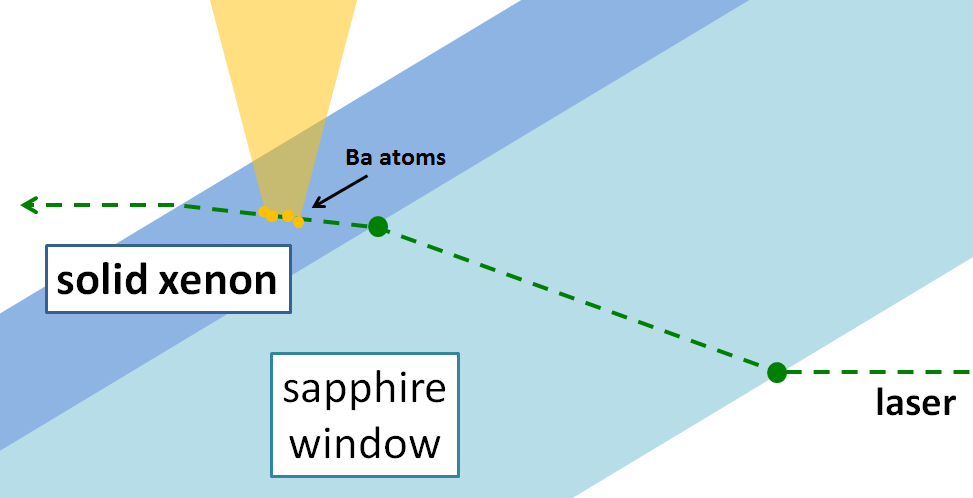 Ba atoms
solid xenon
sapphire
window
laser